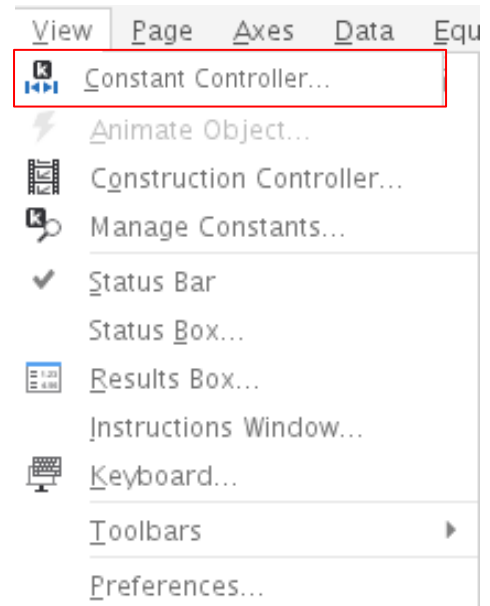 View Page Axes Data Equ
Constant Controller...
Animate Object...
Construction Controller...
Manage Constants...
Status Bar
Status Box...
Results Box...
Instructions Window...
Keyboard...
Toolbars
Preferences...